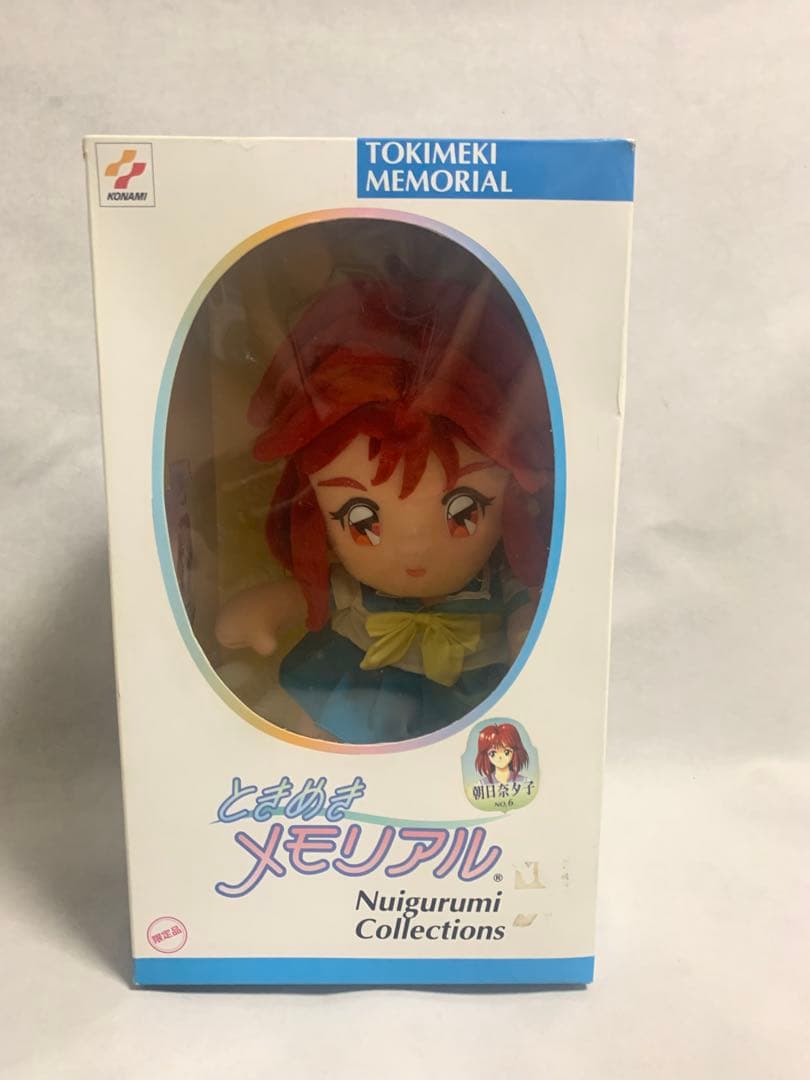 KONAMI
TOKIMEKI
MEMORIAL
朝日奈夕子
NO.6
ときめき
メモリアル®
Nuigurumi
Collections
限定品